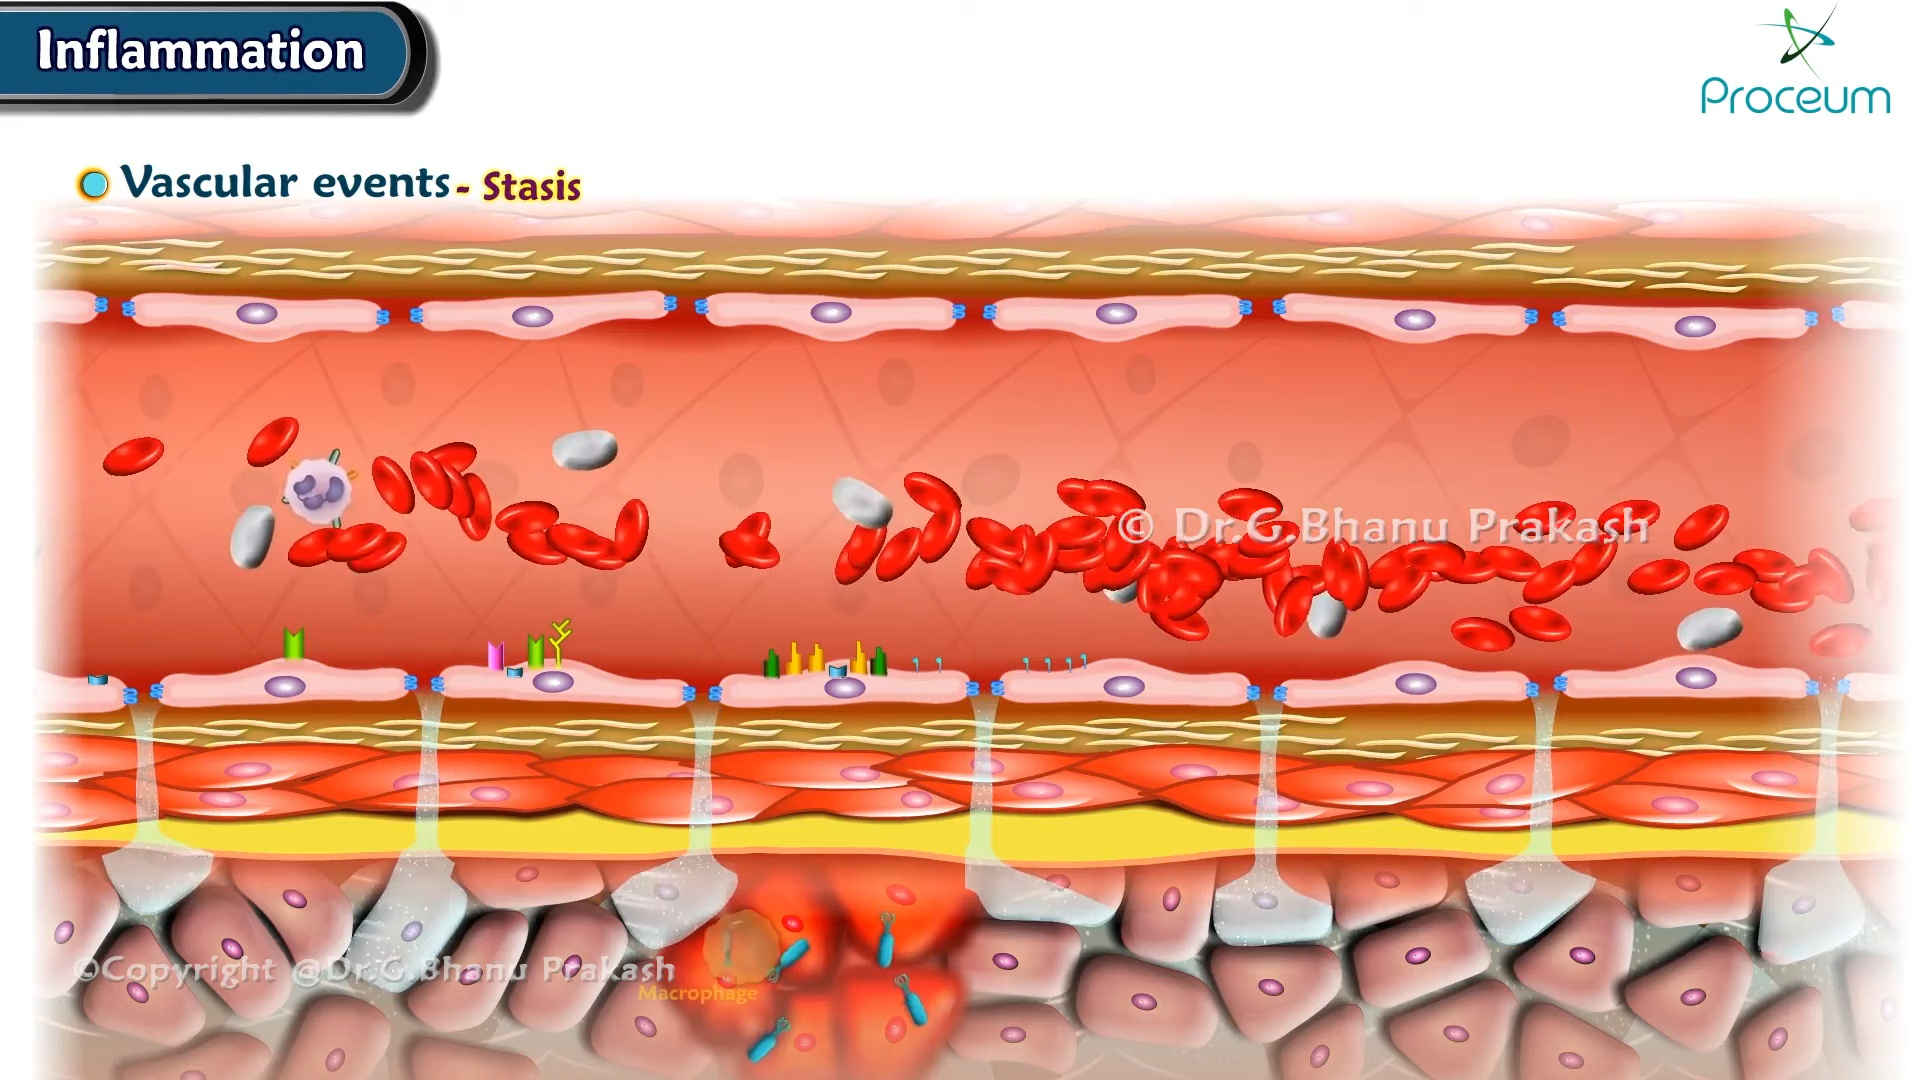 Inflammation
Proceum
Vascular events - Stasis
© Dr.G.Bhanu Prakash
©Copyright @Dr.G.Bhanu Prakash
Macrophage